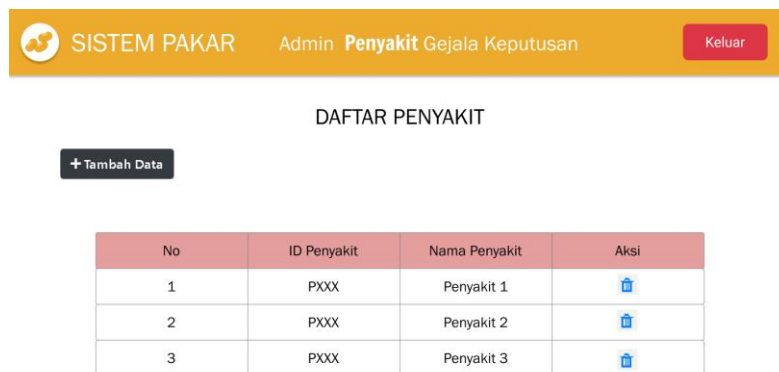 SISTEM PAKAR Admin Penyakit Gejala Keputusan Keluar
DAFTAR PENYAKIT
+ Tambah Data
No ID Penyakit Nama Penyakit Aksi
1 PXXX Penyakit 1
2 PXXX Penyakit 2
3 PXXX Penyakit 3